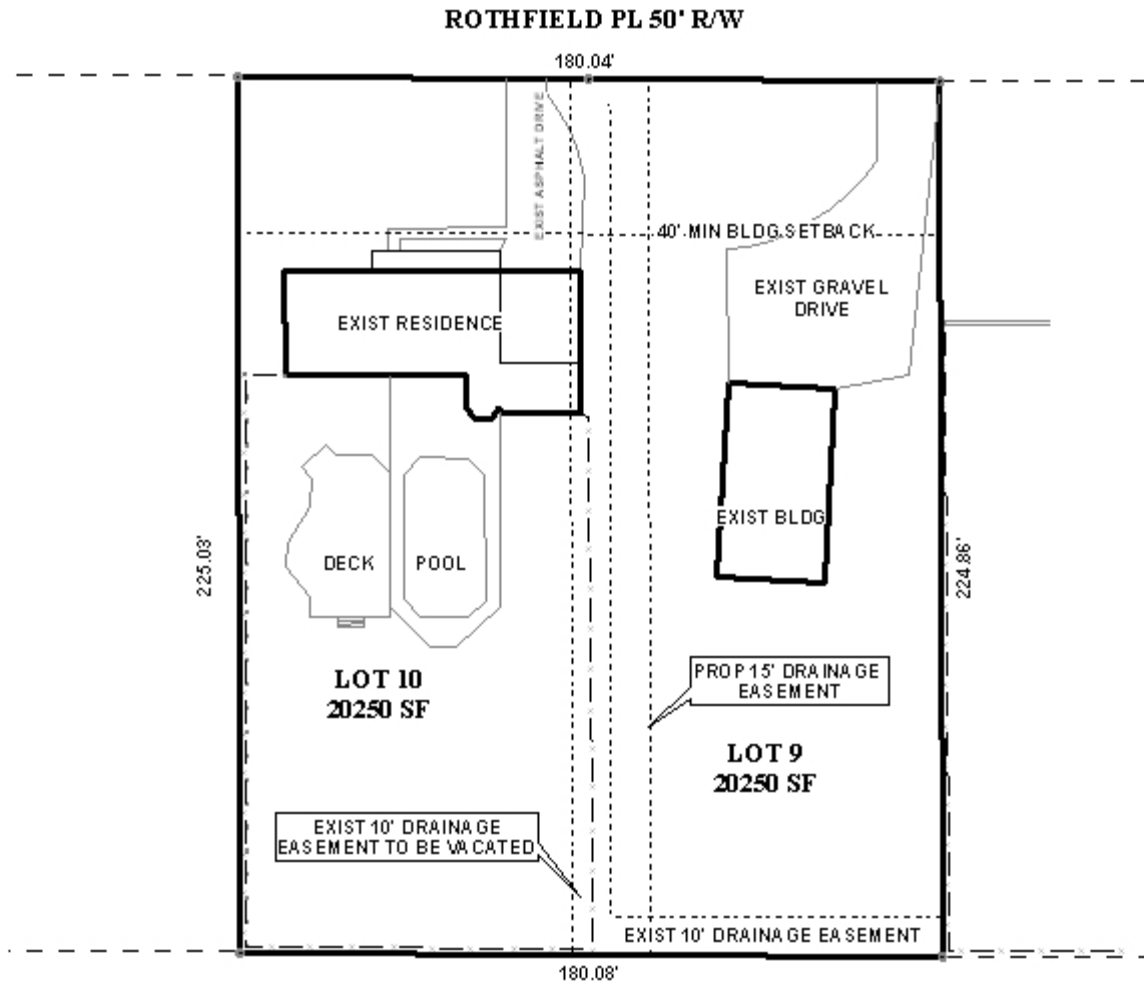 ROTHFIELD PL 50' R/W
180.04'
EXIST ASPHALT DRIVE
40' MIN BLDG SETBACK
EXIST GRAVEL
DRIVE
EXIST RESIDENCE
EXIST BLDG
225.03'
DECK
POOL
224.86'
LOT 10
20250 SF
PROP 15' DRAINAGE
EASEMENT
LOT 9
20250 SF
EXIST 10' DRAINAGE
EASEMENT TO BE VACATED
EXIST 10' DRAINAGE EASEMENT
180.08'